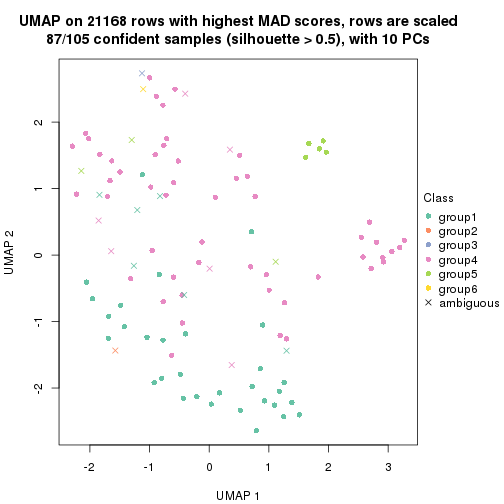 UMAP on 21168 rows with highest MAD scores, rows are scaled
87/105 confident samples (silhouette > 0.5), with 10 PCs
UMAP 2
2
1
0
-1
-2
-2
-1
0
1
2
3
UMAP 1
Class
group1
group2
group3
group4
group5
group6
ambiguous